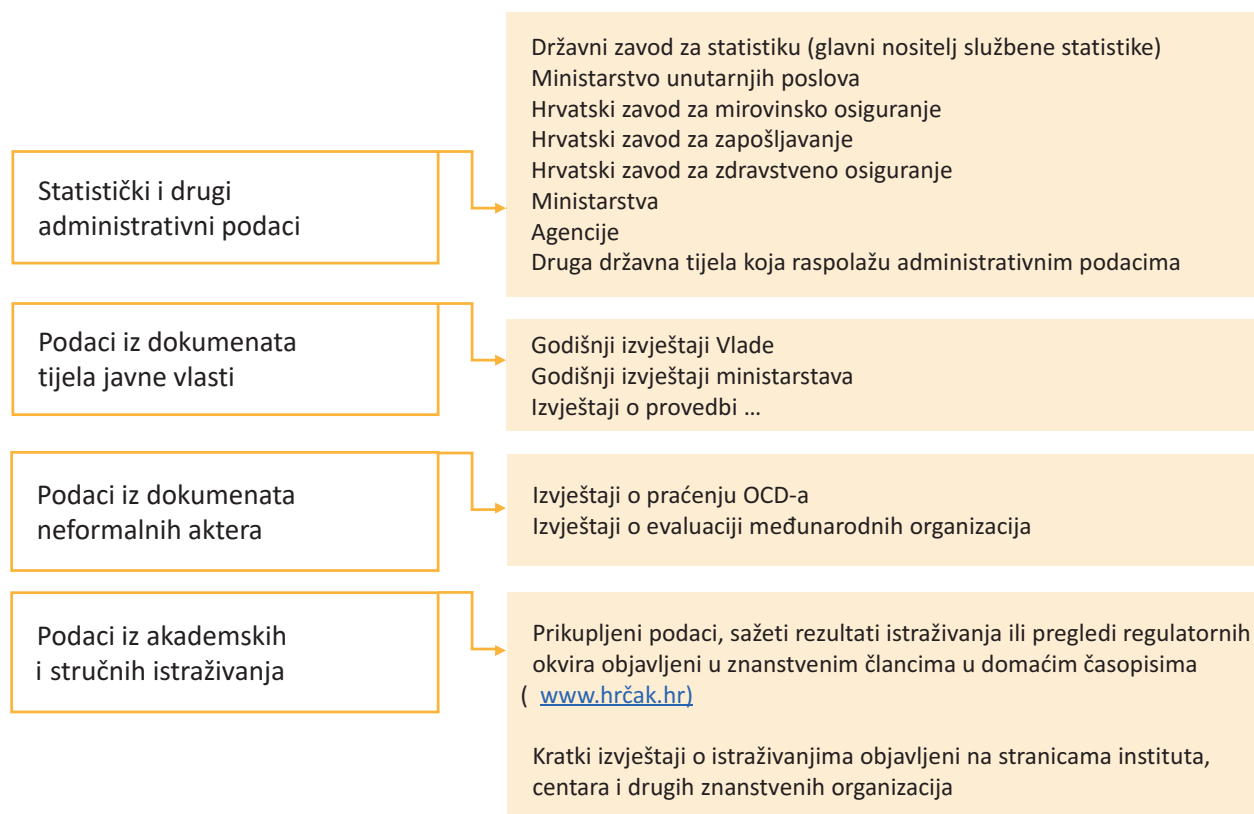 Statistički i drugi
administrativni podaci
Državni zavod za statistiku (glavni nositelj službene statistike)
Ministarstvo unutarnjih poslova
Hrvatski zavod za mirovinsko osiguranje
Hrvatski zavod za zapošljavanje
Hrvatski zavod za zdravstveno osiguranje
Ministarstva
Agencije
Druga državna tijela koja raspolažu administrativnim podacima
Podaci iz dokumenata
tijela javne vlasti
Godišnji izvještaji Vlade
Godišnji izvještaji ministarstava
Izvještaji o provedbi ...
Podaci iz dokumenata
neformalnih aktera
Izvještaji o praćenju OCD-a
Izvještaji o evaluaciji međunarodnih organizacija
Podaci iz akademskih
i stručnih istraživanja
Prikupljeni podaci, sažeti rezultati istraživanja ili pregledi regulatornih
okvira objavljeni u znanstvenim člancima u domaćim časopisima
( www.hrčak.hr)
Kratki izvještaji o istraživanjima objavljeni na stranicama instituta,
centara i drugih znanstvenih organizacija